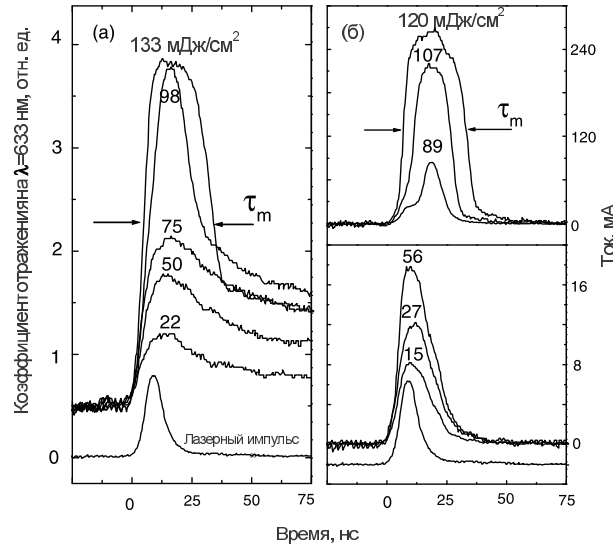 (а)
133 мДж/см²
98
τm
75
50
22
Лазерный импульс
Коэффициент отражения на λ=633 нм, отн. ед.
4
3
2
1
0
0
25
50
75
(б)
120 мДж/см²
107
τm
89
240
120
0
56
27
15
16
8
0
Ток, мА
0
25
50
75
Время, нс